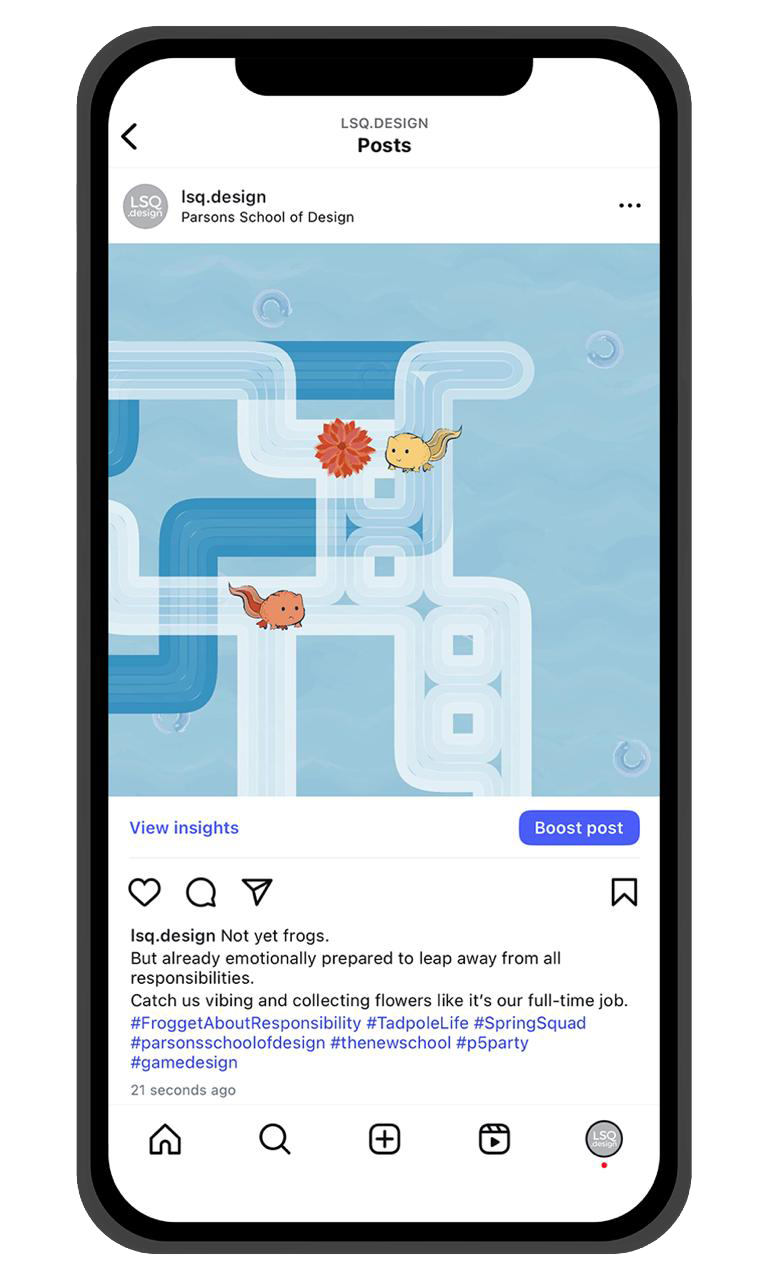 LSQ.DESIGN
Posts
LSQ
.design
lsq.design
Parsons School of Design
View insights
Boost post
lsq.design Not yet frogs.
But already emotionally prepared to leap away from all
responsibilities.
Catch us vibing and collecting flowers like it's our full-time job.
#FroggetAboutResponsibility #TadpoleLife #SpringSquad
#parsonsschoolofdesign #thenewschool #p5party
#gamedesign
21 seconds ago
LSQ
.design